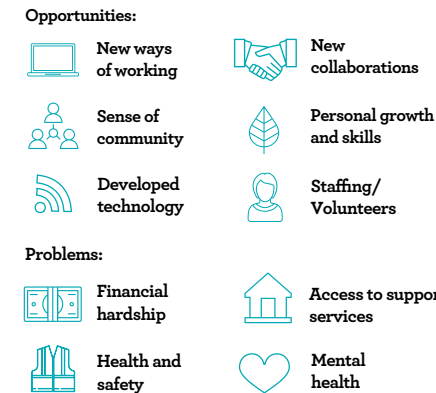 Opportunities:
New ways
of working
New
collaborations
Sense of
community
Personal growth
and skills
Developed
technology
Staffing/
Volunteers
Problems:
Financial
hardship
Access to suppor
services
Health and
safety
Mental
health